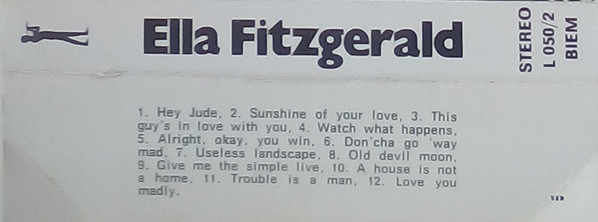 Ella Fitzgerald
STEREO
L 050/2
BIEM
1. Hey Jude, 2. Sunshine of your love, 3. This
guy's in love with you, 4. Watch what happens,
5. Alright, okay, you win, 6. Don'cha go 'way
mad, 7. Useless landscape, 8. Old devil moon,
9. Give me the simple live, 10. A house is not
a home, 11. Trouble is a man, 12. Love you
madly.